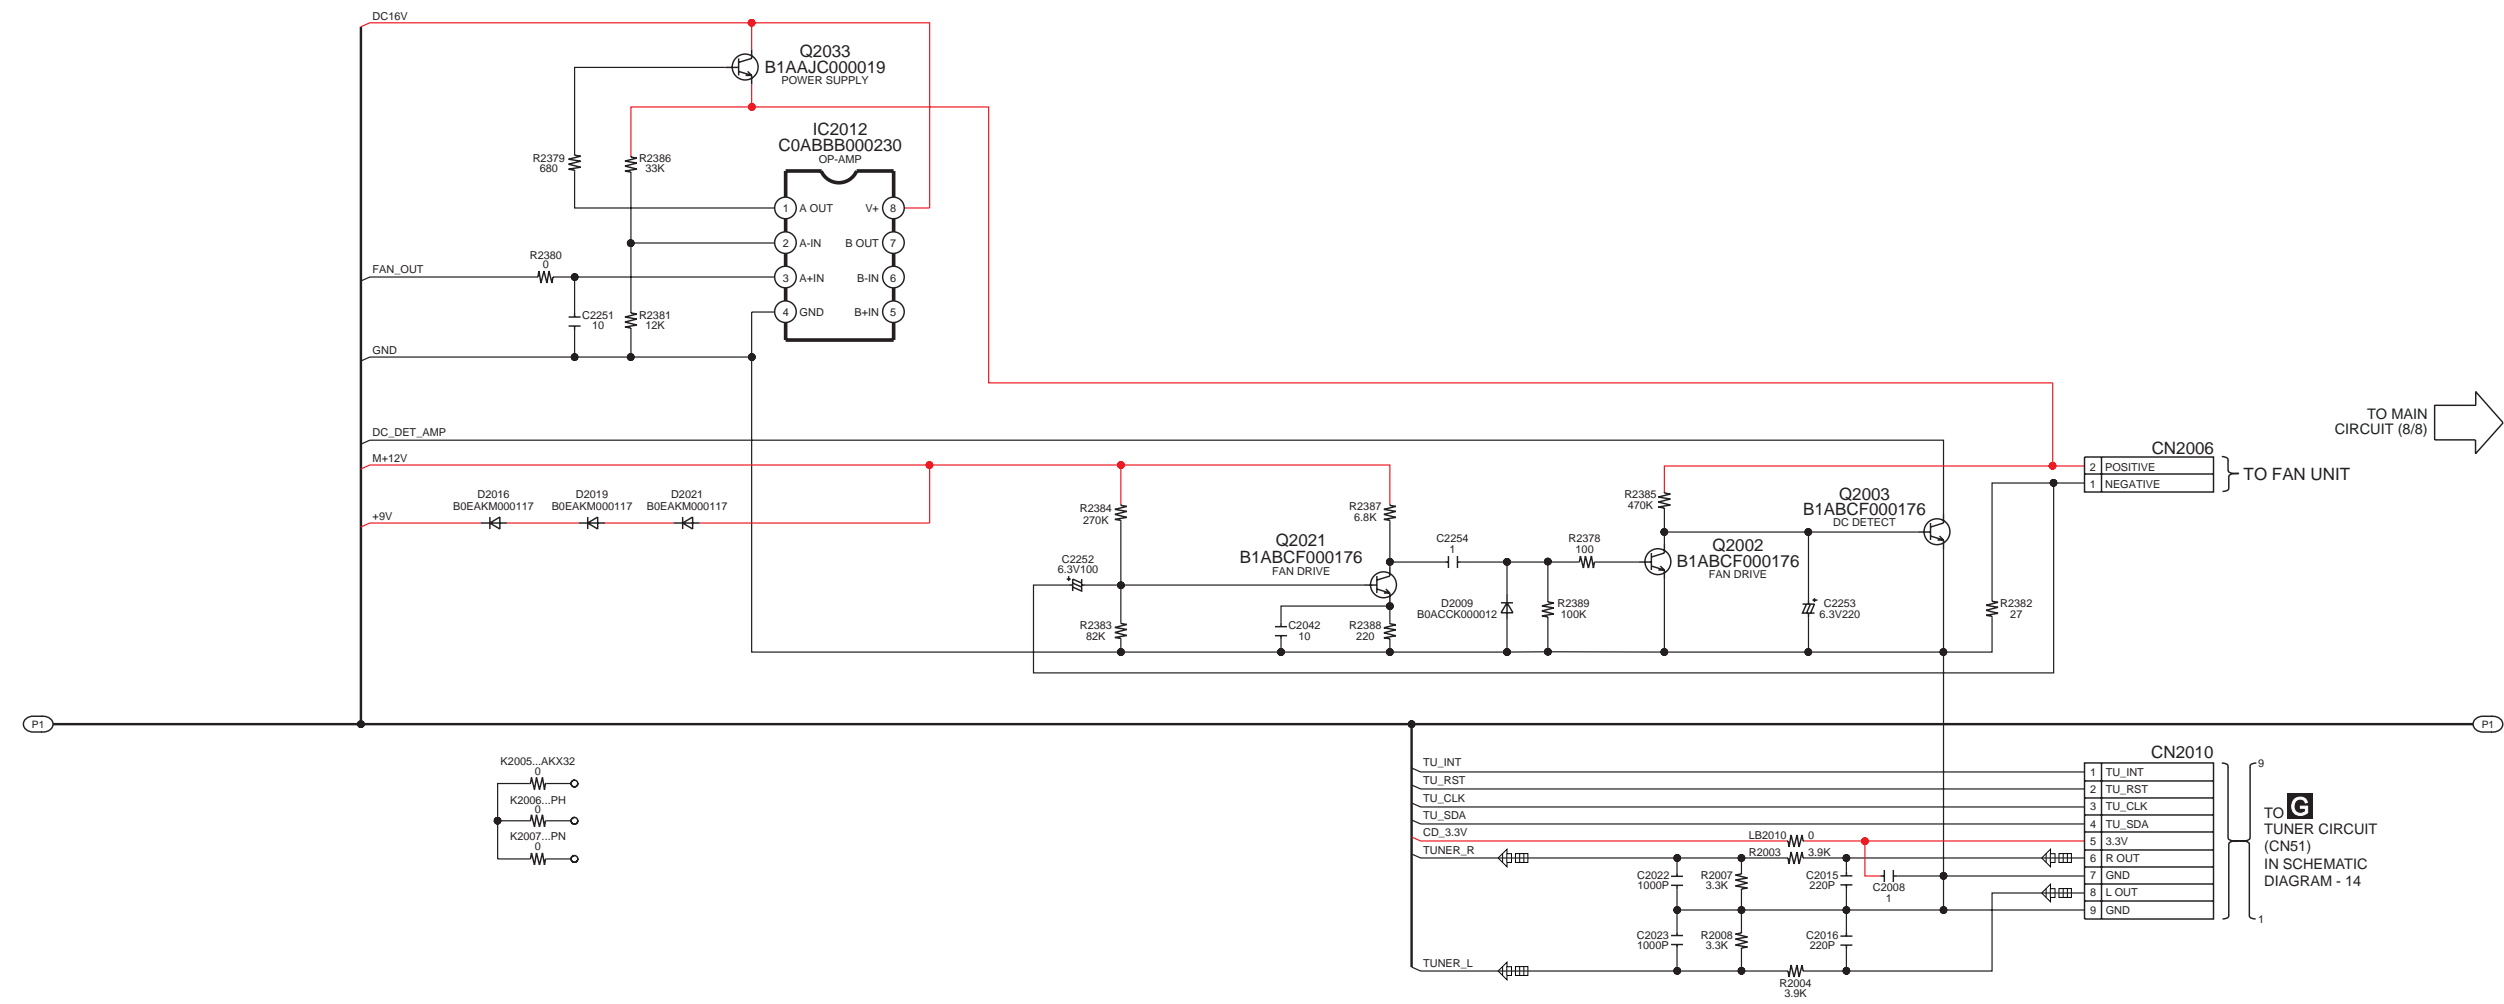 DC16V
Q2033
B1AAJC000019
POWER SUPPLY
IC2012
C0ABBB000230
OP-AMP
R2379
680
R2386
33K
1 A OUT
V+ 8
2 A-IN
B OUT 7
3 A+IN
B-IN 6
4 GND
B+IN 5
R2380
0
FAN_OUT
C2251
10
R2381
12K
GND
DC_DET_AMP
M+12V
+9V
D2016
B0EAKM000117
D2019
B0EAKM000117
D2021
B0EAKM000117
R2384
270K
R2387
6.8K
C2252
6.3V100
+
Q2021
B1ABCF000176
FAN DRIVE
C2254
1
R2378
100
R2385
470K
Q2003
B1ABCF000176
DC DETECT
Q2002
B1ABCF000176
FAN DRIVE
R2383
82K
C2042
10
R2388
220
D2009
B0ACCK000012
R2389
100K
+
C2253
6.3V220
R2382
27
TO MAIN
CIRCUIT (8/8)
CN2006
2 POSITIVE
1 NEGATIVE
TO FAN UNIT
P1
P1
K2005...AKX32
0
K2006...PH
0
K2007...PN
0
TU_INT
TU_RST
TU_CLK
TU_SDA
CD_3.3V
TUNER_R
TUNER_L
LB2010 0
R2003 3.9K
C2022
1000P
R2007
3.3K
C2015
220P
C2008
1
C2023
1000P
R2008
3.3K
C2016
220P
R2004
3.9K
CN2010
1 TU_INT
2 TU_RST
3 TU_CLK
4 TU_SDA
5 3.3V
6 R OUT
7 GND
8 L OUT
9 GND
9
1
TO G
TUNER CIRCUIT
(CN51)
IN SCHEMATIC
DIAGRAM - 14